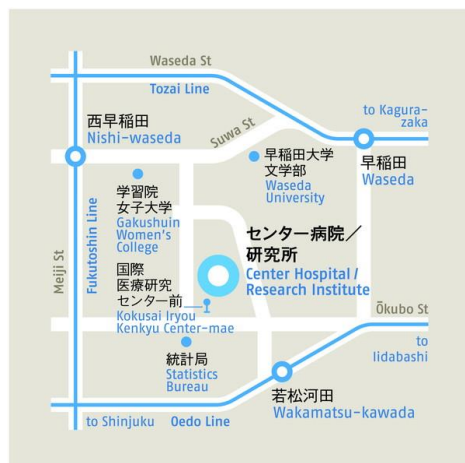 Waseda St
Tozai Line
to Kagura-
zaka
西早稲田
Nishi-waseda
Suwa St
早稲田大学
文学部
Waseda
University
早稲田
Waseda
学習院
女子大学
Gakushuin
Women's
College
Meiji St
Fukutoshin Line
センター病院／
研究所
Center Hospital /
Research Institute
国際
医療研究
センター前
Kokusai Iryou
Kenkyu Center-mae
Ōkubo St
to
Iidabashi
統計局
Statistics
Bureau
若松河田
Wakamatsu-kawada
to Shinjuku
Oedo Line